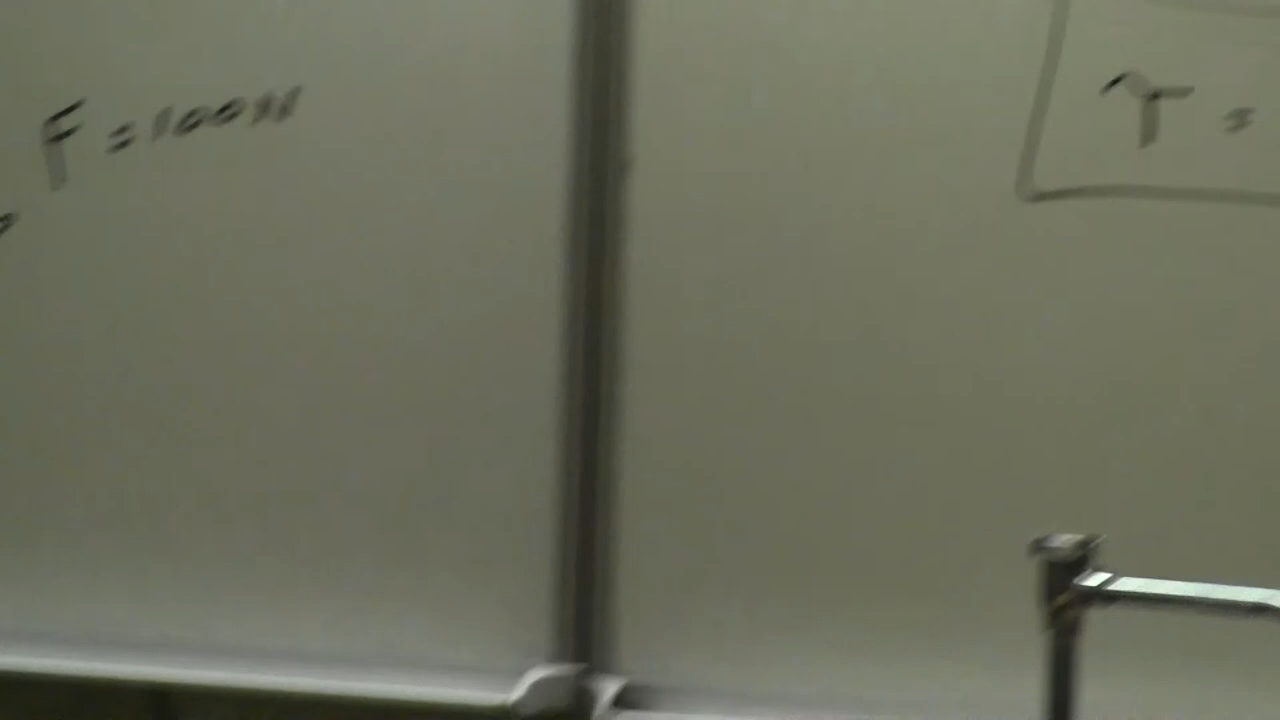 F = 100N
τ =